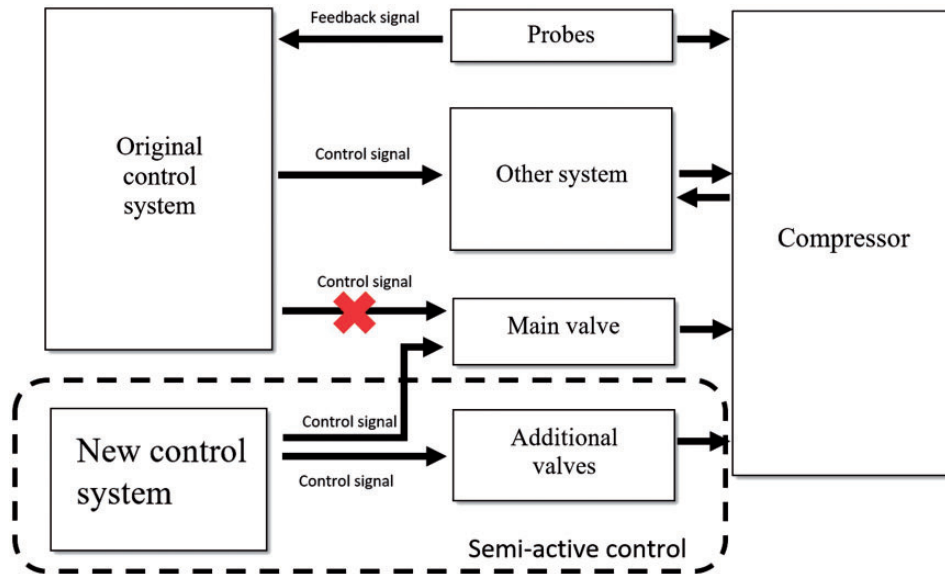 Feedback signal
Probes
Original
control
system
Control signal
Other system
Compressor
Control signal
Main valve
New control
system
Control signal
Control signal
Additional
valves
Semi-active control